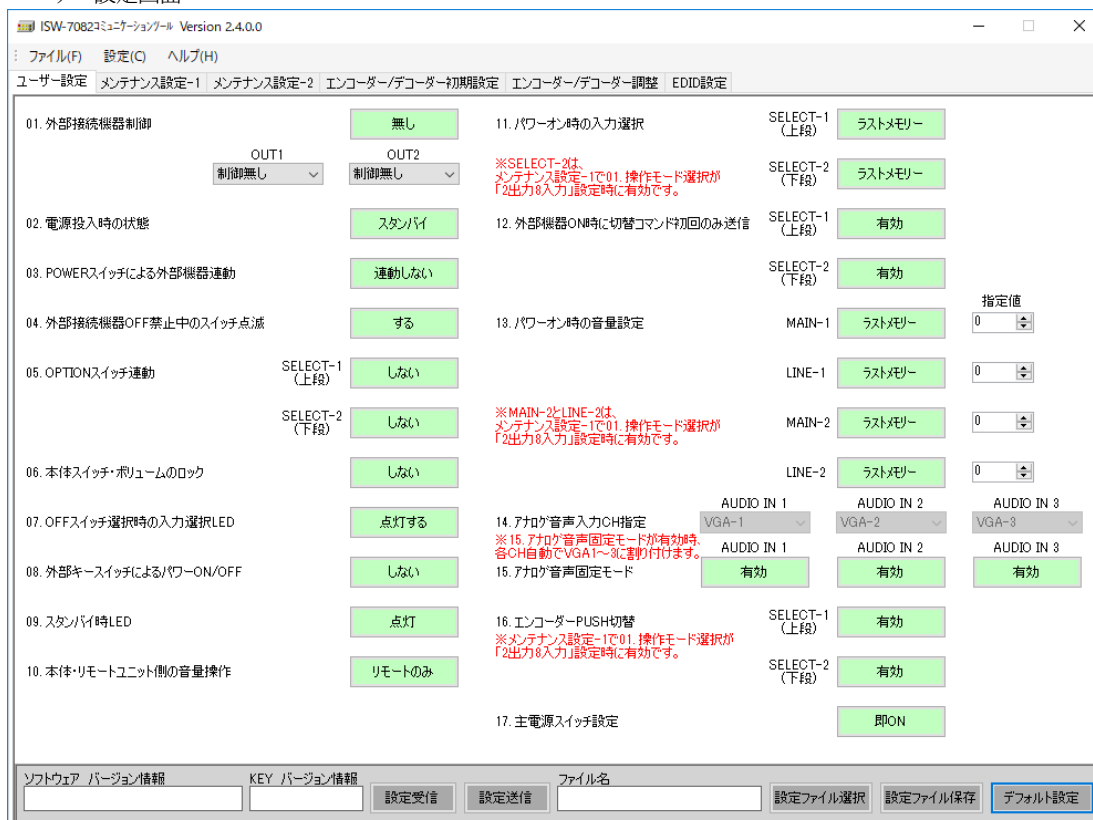 ISW-7082ｺﾐｭﾆｹｰｼｮﾝﾂｰﾙ Version 2.4.0.0
ファイル(F) 設定(C) ヘルプ(H)
ユーザー設定 メンテナンス設定-1 メンテナンス設定-2 エンコーダー/デコーダー初期設定 エンコーダー/デコーダー調整 EDID設定
01. 外部接続機器制御 無し
OUT1 OUT2
制御無し 制御無し
02. 電源投入時の状態 スタンバイ
03. POWERスイッチによる外部機器連動 連動しない
04. 外部接続機器OFF禁止中のスイッチ点滅 する
05. OPTIONスイッチ連動 SELECT-1 (上段) しない
SELECT-2 (下段) しない
06. 本体スイッチ・ボリュームのロック しない
07. OFFスイッチ選択時の入力選択LED 点灯する
08. 外部キースイッチによるパワーON/OFF しない
09. スタンバイ時LED 点灯
10. 本体・リモートユニット側の音量操作 リモートのみ
11. パワーオン時の入力選択 SELECT-1 (上段) ラストメモリー
※SELECT-2は、
メンテナンス設定-1で01. 操作モード選択が
「2出力8入力」設定時に有効です。
SELECT-2 (下段) ラストメモリー
12. 外部機器ON時に切替コマンド初回のみ送信 SELECT-1 (上段) 有効
SELECT-2 (下段) 有効
指定値
13. パワーオン時の音量設定 MAIN-1 ラストメモリー 0
LINE-1 ラストメモリー 0
※MAIN-2とLINE-2は、
メンテナンス設定-1で01. 操作モード選択が
「2出力8入力」設定時に有効です。
MAIN-2 ラストメモリー 0
LINE-2 ラストメモリー 0
AUDIO IN 1 AUDIO IN 2 AUDIO IN 3
14. アナログ音声入力CH指定 VGA-1 VGA-2 VGA-3
※15. アナログ音声固定モードが有効時、
各CH自動でVGA1～3に割り付けます。
AUDIO IN 1 AUDIO IN 2 AUDIO IN 3
15. アナログ音声固定モード 有効 有効 有効
16. エンコーダーPUSH切替 SELECT-1 (上段) 有効
※メンテナンス設定-1で01. 操作モード選択が
「2出力8入力」設定時に有効です。
SELECT-2 (下段) 有効
17. 主電源スイッチ設定 即ON
ソフトウェア バージョン情報 KEY バージョン情報 ファイル名
設定受信 設定送信 設定ファイル選択 設定ファイル保存 デフォルト設定